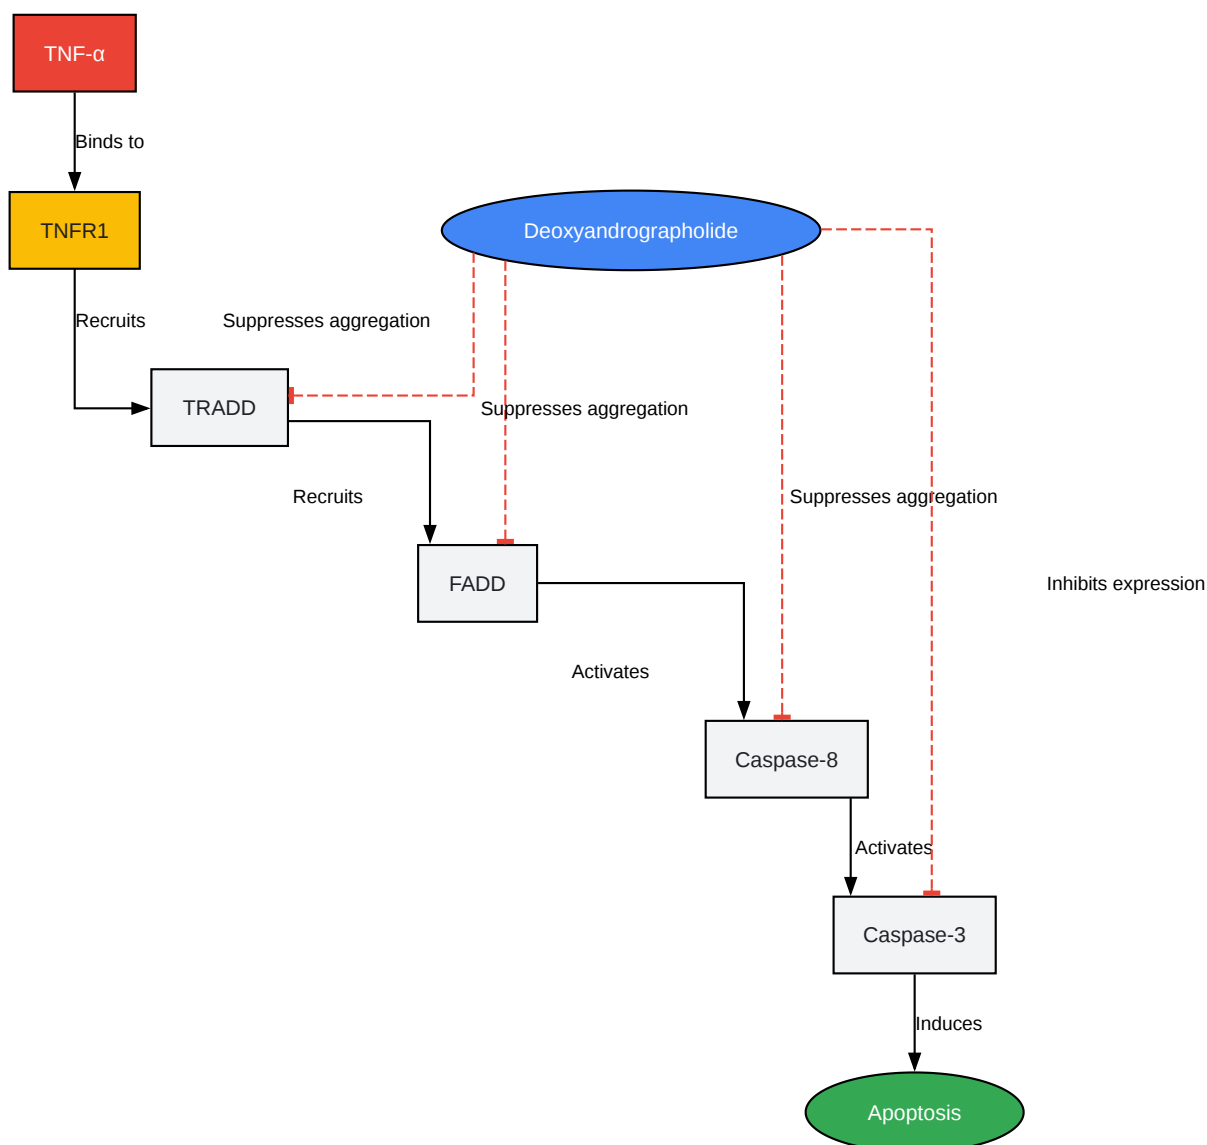 TNF-α
Binds to
TNFR1
Deoxyandrographolide
Recruits
Suppresses aggregation
TRADD
Suppresses aggregation
Recruits
Suppresses aggregation
FADD
Inhibits expression
Activates
Caspase-8
Activates
Caspase-3
Induces
Apoptosis